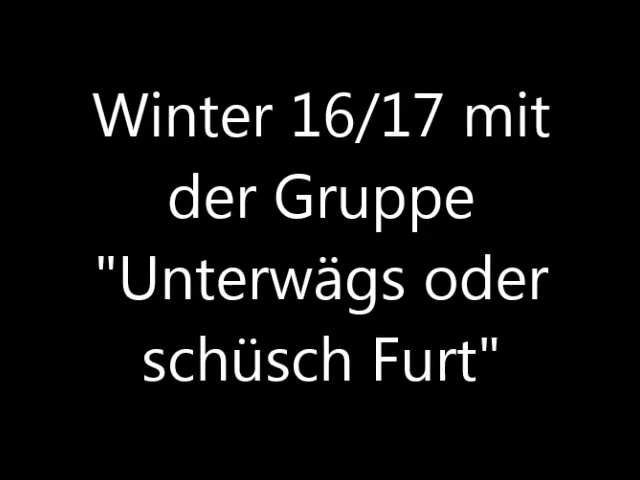 Winter 16/17 mit
der Gruppe
"Unterwägs oder
schüsch Furt"